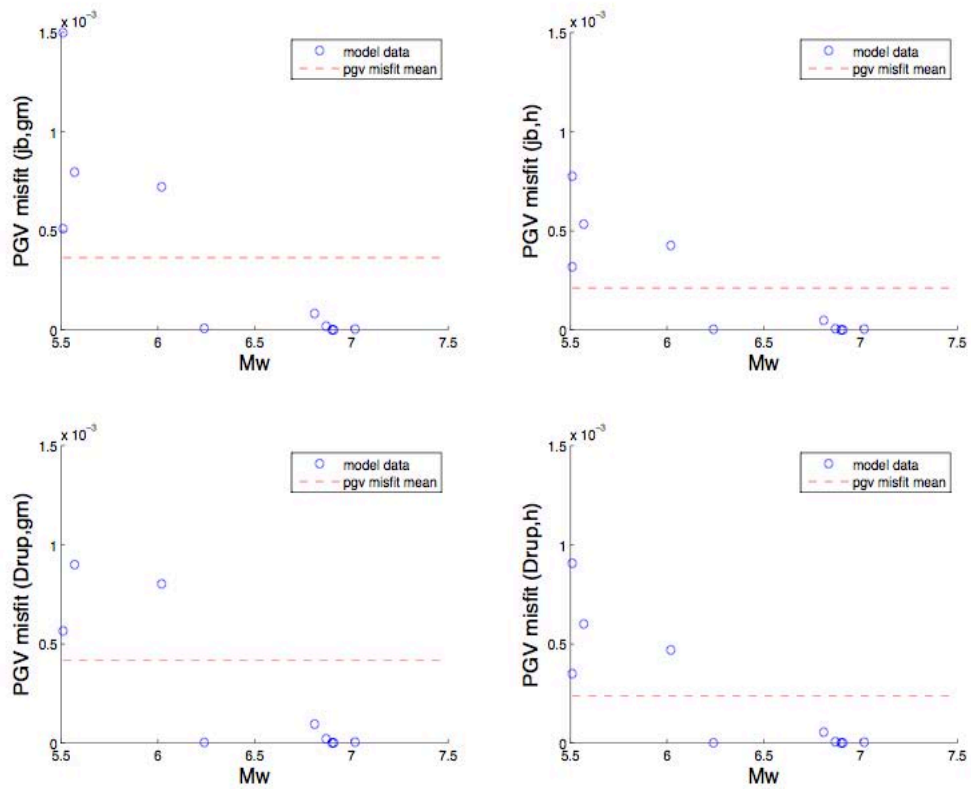 x 10⁻³
1.5
1
0.5
0
PGV misfit (jb,gm)
model data
pgv misfit mean
5.5 6 6.5 7 7.5
Mw
x 10⁻³
1.5
1
0.5
0
PGV misfit (jb,h)
model data
pgv misfit mean
5.5 6 6.5 7 7.5
Mw
x 10⁻³
1.5
1
0.5
0
PGV misfit (Drup,gm)
model data
pgv misfit mean
5.5 6 6.5 7 7.5
Mw
x 10⁻³
1.5
1
0.5
0
PGV misfit (Drup,h)
model data
pgv misfit mean
5.5 6 6.5 7 7.5
Mw